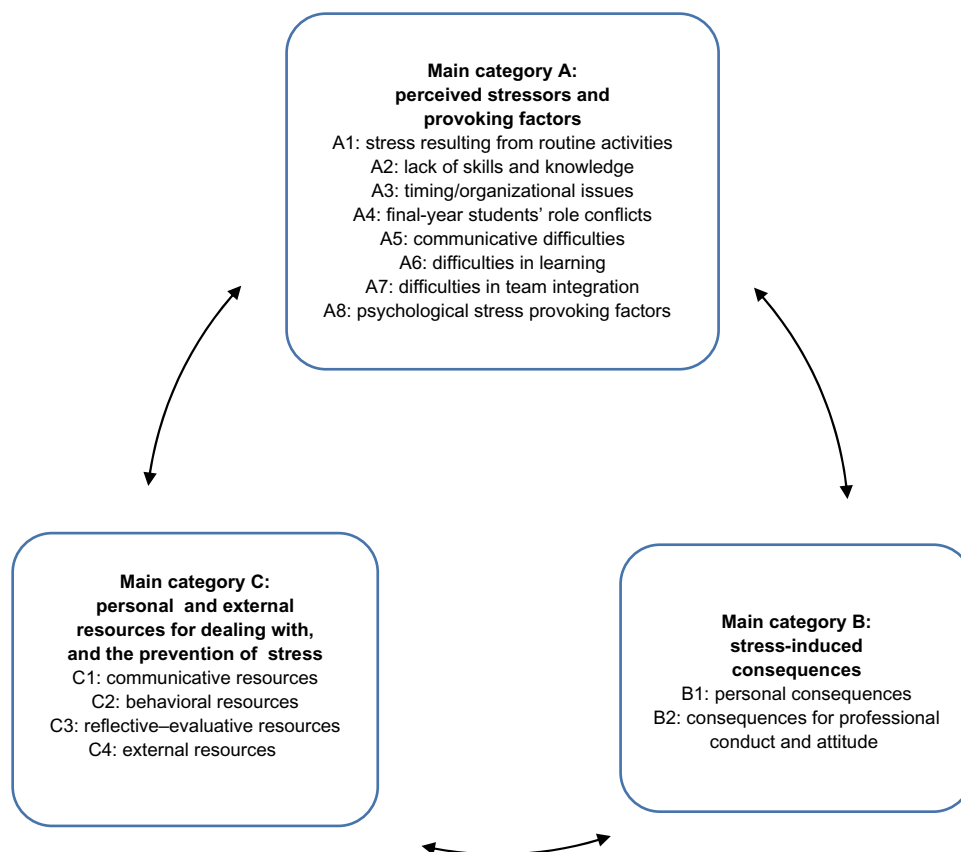 Main category A:
perceived stressors and
provoking factors
A1: stress resulting from routine activities
A2: lack of skills and knowledge
A3: timing/organizational issues
A4: final-year students’ role conflicts
A5: communicative difficulties
A6: difficulties in learning
A7: difficulties in team integration
A8: psychological stress provoking factors
Main category C:
personal and external
resources for dealing with,
and the prevention of stress
C1: communicative resources
C2: behavioral resources
C3: reflective–evaluative resources
C4: external resources
Main category B:
stress-induced
consequences
B1: personal consequences
B2: consequences for professional
conduct and attitude